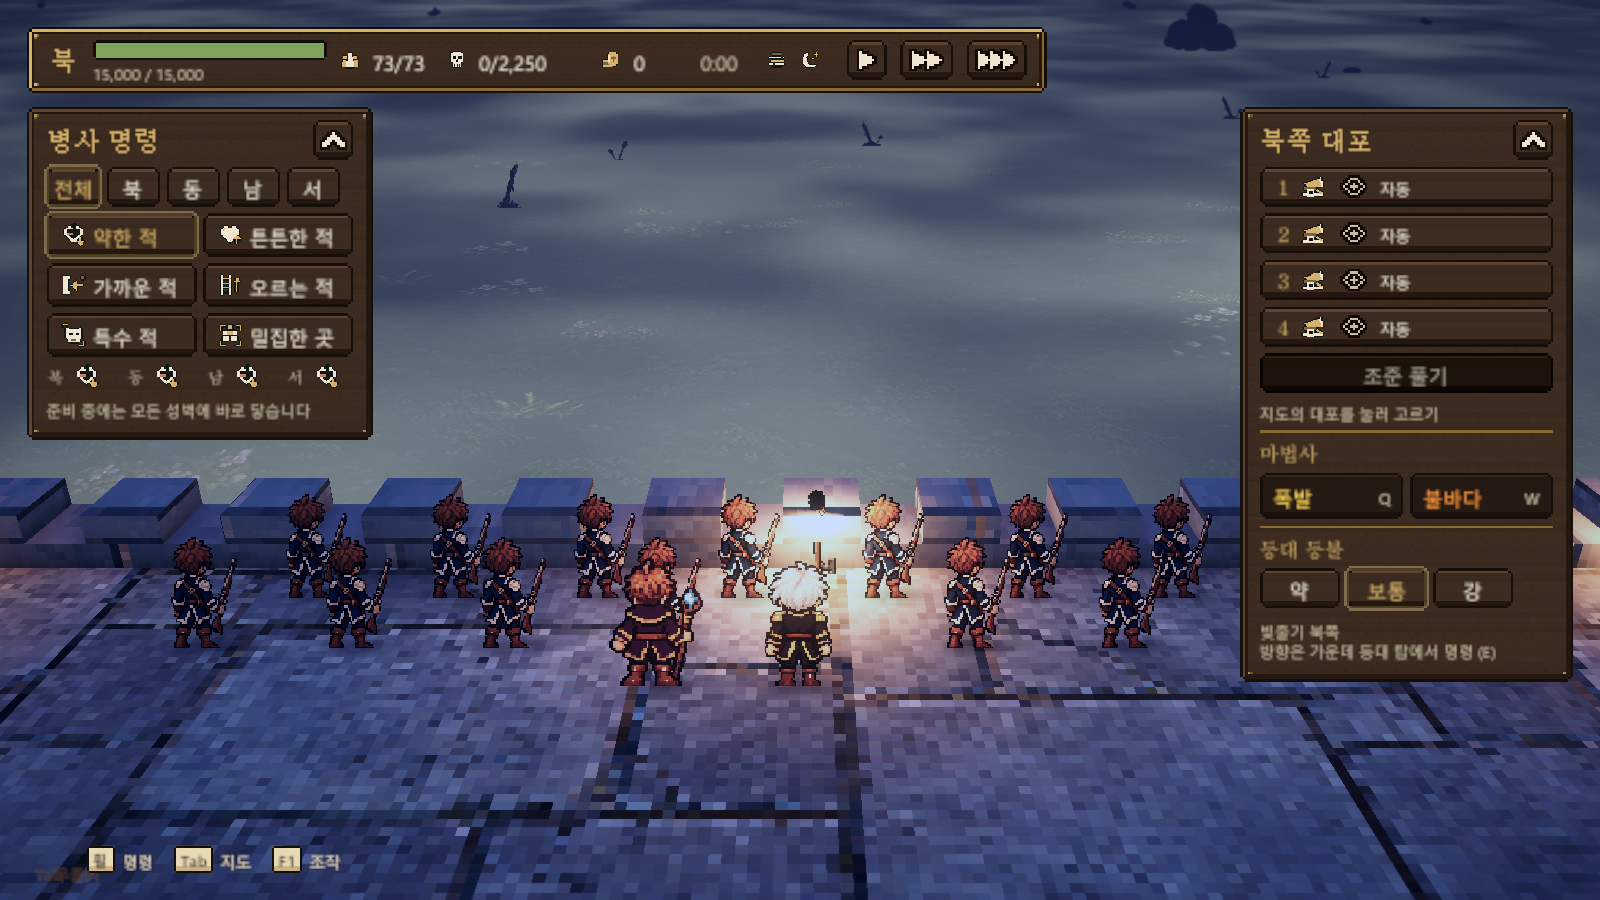 북
15,000 / 15,000
73/73
0/2,250
0
0:00
병사 명령
전체 북 동 남 서
약한 적 튼튼한 적
가까운 적 오르는 적
특수 적 밀집한 곳
북 동 남 서
준비 중에는 모든 성벽에 바로 닿습니다
북쪽 대포
1 자동
2 자동
3 자동
4 자동
조준 풀기
지도의 대포를 눌러 고르기
마법사
폭발 Q 불바다 W
등대 등불
약 보통 강
빛줄기 북쪽
방향은 가운데 등대 탑에서 명령 (E)
휠 명령 Tab 지도 F1 조작